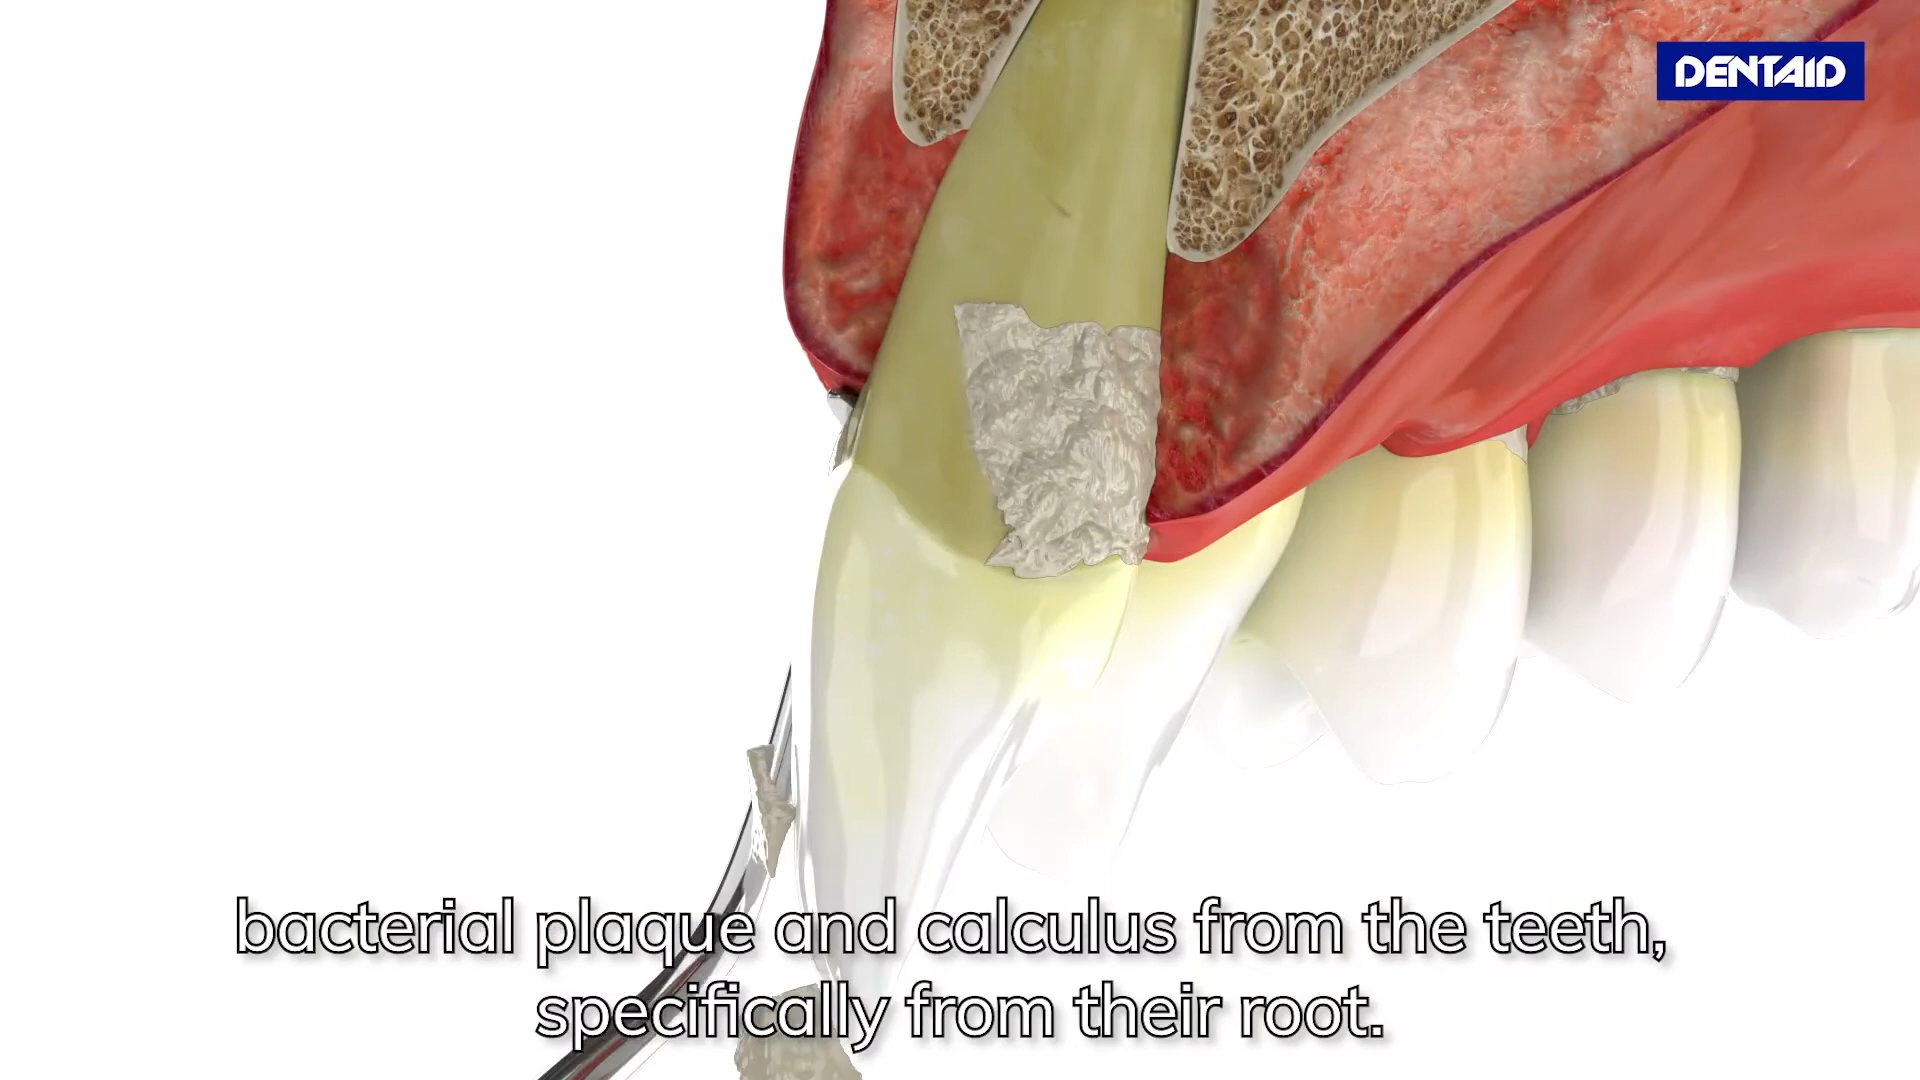 DENTAID
bacterial plaque and calculus from the teeth,
specifically from their root.